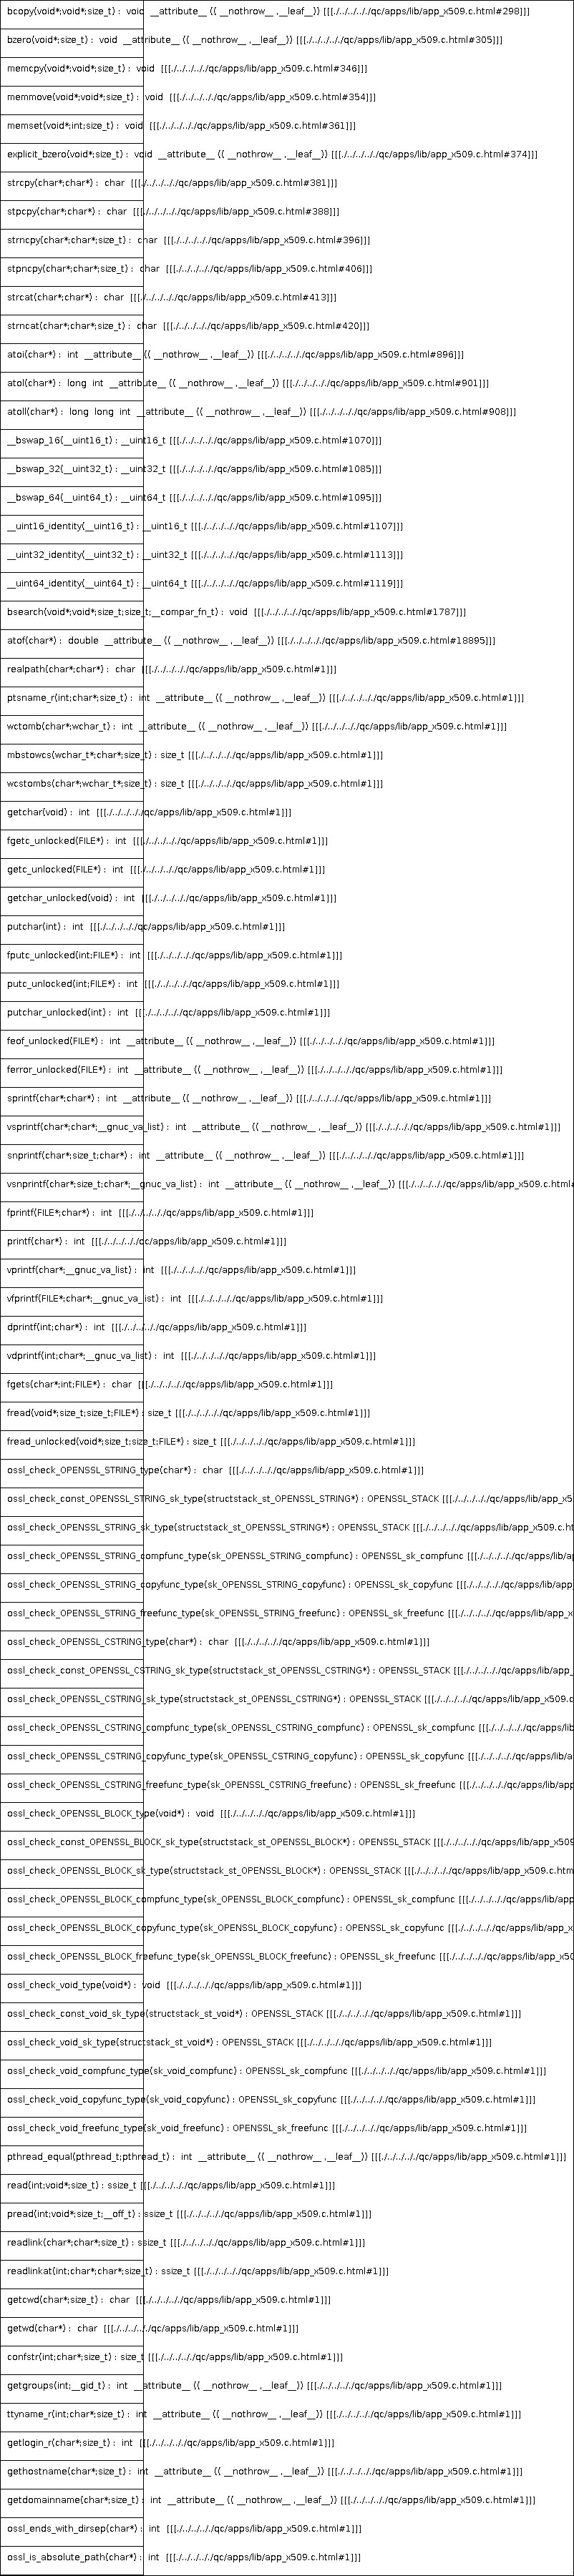 bcopy(void*;void*;size_t) :  void  __attribute__ (( __nothrow__ ,__leaf__)) [[[./../../../qc/apps/lib/app_x509.c.html#298]]]
bzero(void*;size_t) :  void  __attribute__ (( __nothrow__ ,__leaf__)) [[[./../../../qc/apps/lib/app_x509.c.html#305]]]
memcpy(void*;void*;size_t) :  void  [[[./../../../qc/apps/lib/app_x509.c.html#346]]]
memmove(void*;void*;size_t) :  void  [[[./../../../qc/apps/lib/app_x509.c.html#354]]]
memset(void*;int;size_t) :  void  [[[./../../../qc/apps/lib/app_x509.c.html#361]]]
explicit_bzero(void*;size_t) :  void  __attribute__ (( __nothrow__ ,__leaf__)) [[[./../../../qc/apps/lib/app_x509.c.html#374]]]
strcpy(char*;char*) :  char  [[[./../../../qc/apps/lib/app_x509.c.html#381]]]
stpcpy(char*;char*) :  char  [[[./../../../qc/apps/lib/app_x509.c.html#388]]]
strncpy(char*;char*;size_t) :  char  [[[./../../../qc/apps/lib/app_x509.c.html#396]]]
stpncpy(char*;char*;size_t) :  char  [[[./../../../qc/apps/lib/app_x509.c.html#406]]]
strcat(char*;char*) :  char  [[[./../../../qc/apps/lib/app_x509.c.html#413]]]
strncat(char*;char*;size_t) :  char  [[[./../../../qc/apps/lib/app_x509.c.html#420]]]
atoi(char*) :  int  __attribute__ (( __nothrow__ ,__leaf__)) [[[./../../../qc/apps/lib/app_x509.c.html#896]]]
atol(char*) :  long  int  __attribute__ (( __nothrow__ ,__leaf__)) [[[./../../../qc/apps/lib/app_x509.c.html#901]]]
atoll(char*) :  long  long  int  __attribute__ (( __nothrow__ ,__leaf__)) [[[./../../../qc/apps/lib/app_x509.c.html#908]]]
__bswap_16(__uint16_t) : __uint16_t [[[./../../../qc/apps/lib/app_x509.c.html#1070]]]
__bswap_32(__uint32_t) : __uint32_t [[[./../../../qc/apps/lib/app_x509.c.html#1085]]]
__bswap_64(__uint64_t) : __uint64_t [[[./../../../qc/apps/lib/app_x509.c.html#1095]]]
__uint16_identity(__uint16_t) : __uint16_t [[[./../../../qc/apps/lib/app_x509.c.html#1107]]]
__uint32_identity(__uint32_t) : __uint32_t [[[./../../../qc/apps/lib/app_x509.c.html#1113]]]
__uint64_identity(__uint64_t) : __uint64_t [[[./../../../qc/apps/lib/app_x509.c.html#1119]]]
bsearch(void*;void*;size_t;size_t;__compar_fn_t) :  void  [[[./../../../qc/apps/lib/app_x509.c.html#1787]]]
atof(char*) :  double  __attribute__ (( __nothrow__ ,__leaf__)) [[[./../../../qc/apps/lib/app_x509.c.html#18895]]]
realpath(char*;char*) :  char  [[[./../../../qc/apps/lib/app_x509.c.html#1]]]
ptsname_r(int;char*;size_t) :  int  __attribute__ (( __nothrow__ ,__leaf__)) [[[./../../../qc/apps/lib/app_x509.c.html#1]]]
wctomb(char*;wchar_t) :  int  __attribute__ (( __nothrow__ ,__leaf__)) [[[./../../../qc/apps/lib/app_x509.c.html#1]]]
mbstowcs(wchar_t*;char*;size_t) : size_t [[[./../../../qc/apps/lib/app_x509.c.html#1]]]
wcstombs(char*;wchar_t*;size_t) : size_t [[[./../../../qc/apps/lib/app_x509.c.html#1]]]
getchar(void) :  int  [[[./../../../qc/apps/lib/app_x509.c.html#1]]]
fgetc_unlocked(FILE*) :  int  [[[./../../../qc/apps/lib/app_x509.c.html#1]]]
getc_unlocked(FILE*) :  int  [[[./../../../qc/apps/lib/app_x509.c.html#1]]]
getchar_unlocked(void) :  int  [[[./../../../qc/apps/lib/app_x509.c.html#1]]]
putchar(int) :  int  [[[./../../../qc/apps/lib/app_x509.c.html#1]]]
fputc_unlocked(int;FILE*) :  int  [[[./../../../qc/apps/lib/app_x509.c.html#1]]]
putc_unlocked(int;FILE*) :  int  [[[./../../../qc/apps/lib/app_x509.c.html#1]]]
putchar_unlocked(int) :  int  [[[./../../../qc/apps/lib/app_x509.c.html#1]]]
feof_unlocked(FILE*) :  int  __attribute__ (( __nothrow__ ,__leaf__)) [[[./../../../qc/apps/lib/app_x509.c.html#1]]]
ferror_unlocked(FILE*) :  int  __attribute__ (( __nothrow__ ,__leaf__)) [[[./../../../qc/apps/lib/app_x509.c.html#1]]]
sprintf(char*;char*) :  int  __attribute__ (( __nothrow__ ,__leaf__)) [[[./../../../qc/apps/lib/app_x509.c.html#1]]]
vsprintf(char*;char*;__gnuc_va_list) :  int  __attribute__ (( __nothrow__ ,__leaf__)) [[[./../../../qc/apps/lib/app_x509.c.html#1]]]
snprintf(char*;size_t;char*) :  int  __attribute__ (( __nothrow__ ,__leaf__)) [[[./../../../qc/apps/lib/app_x509.c.html#1]]]
vsnprintf(char*;size_t;char*;__gnuc_va_list) :  int  __attribute__ (( __nothrow__ ,__leaf__)) [[[./../../../qc/apps/lib/app_x509.c.html#
fprintf(FILE*;char*) :  int  [[[./../../../qc/apps/lib/app_x509.c.html#1]]]
printf(char*) :  int  [[[./../../../qc/apps/lib/app_x509.c.html#1]]]
vprintf(char*;__gnuc_va_list) :  int  [[[./../../../qc/apps/lib/app_x509.c.html#1]]]
vfprintf(FILE*;char*;__gnuc_va_list) :  int  [[[./../../../qc/apps/lib/app_x509.c.html#1]]]
dprintf(int;char*) :  int  [[[./../../../qc/apps/lib/app_x509.c.html#1]]]
vdprintf(int;char*;__gnuc_va_list) :  int  [[[./../../../qc/apps/lib/app_x509.c.html#1]]]
fgets(char*;int;FILE*) :  char  [[[./../../../qc/apps/lib/app_x509.c.html#1]]]
fread(void*;size_t;size_t;FILE*) : size_t [[[./../../../qc/apps/lib/app_x509.c.html#1]]]
fread_unlocked(void*;size_t;size_t;FILE*) : size_t [[[./../../../qc/apps/lib/app_x509.c.html#1]]]
ossl_check_OPENSSL_STRING_type(char*) :  char  [[[./../../../qc/apps/lib/app_x509.c.html#1]]]
ossl_check_const_OPENSSL_STRING_sk_type(structstack_st_OPENSSL_STRING*) : OPENSSL_STACK [[[./../../../qc/apps/lib/app_x5
ossl_check_OPENSSL_STRING_sk_type(structstack_st_OPENSSL_STRING*) : OPENSSL_STACK [[[./../../../qc/apps/lib/app_x509.c.ht
ossl_check_OPENSSL_STRING_compfunc_type(sk_OPENSSL_STRING_compfunc) : OPENSSL_sk_compfunc [[[./../../../qc/apps/lib/ap
ossl_check_OPENSSL_STRING_copyfunc_type(sk_OPENSSL_STRING_copyfunc) : OPENSSL_sk_copyfunc [[[./../../../qc/apps/lib/app_
ossl_check_OPENSSL_STRING_freefunc_type(sk_OPENSSL_STRING_freefunc) : OPENSSL_sk_freefunc [[[./../../../qc/apps/lib/app_x
ossl_check_OPENSSL_CSTRING_type(char*) :  char  [[[./../../../qc/apps/lib/app_x509.c.html#1]]]
ossl_check_const_OPENSSL_CSTRING_sk_type(structstack_st_OPENSSL_CSTRING*) : OPENSSL_STACK [[[./../../../qc/apps/lib/app_
ossl_check_OPENSSL_CSTRING_sk_type(structstack_st_OPENSSL_CSTRING*) : OPENSSL_STACK [[[./../../../qc/apps/lib/app_x509.c
ossl_check_OPENSSL_CSTRING_compfunc_type(sk_OPENSSL_CSTRING_compfunc) : OPENSSL_sk_compfunc [[[./../../../qc/apps/lib
ossl_check_OPENSSL_CSTRING_copyfunc_type(sk_OPENSSL_CSTRING_copyfunc) : OPENSSL_sk_copyfunc [[[./../../../qc/apps/lib/a
ossl_check_OPENSSL_CSTRING_freefunc_type(sk_OPENSSL_CSTRING_freefunc) : OPENSSL_sk_freefunc [[[./../../../qc/apps/lib/app
ossl_check_OPENSSL_BLOCK_type(void*) :  void  [[[./../../../qc/apps/lib/app_x509.c.html#1]]]
ossl_check_const_OPENSSL_BLOCK_sk_type(structstack_st_OPENSSL_BLOCK*) : OPENSSL_STACK [[[./../../../qc/apps/lib/app_x509
ossl_check_OPENSSL_BLOCK_sk_type(structstack_st_OPENSSL_BLOCK*) : OPENSSL_STACK [[[./../../../qc/apps/lib/app_x509.c.htm
ossl_check_OPENSSL_BLOCK_compfunc_type(sk_OPENSSL_BLOCK_compfunc) : OPENSSL_sk_compfunc [[[./../../../qc/apps/lib/app
ossl_check_OPENSSL_BLOCK_copyfunc_type(sk_OPENSSL_BLOCK_copyfunc) : OPENSSL_sk_copyfunc [[[./../../../qc/apps/lib/app_x
ossl_check_OPENSSL_BLOCK_freefunc_type(sk_OPENSSL_BLOCK_freefunc) : OPENSSL_sk_freefunc [[[./../../../qc/apps/lib/app_x50
ossl_check_void_type(void*) :  void  [[[./../../../qc/apps/lib/app_x509.c.html#1]]]
ossl_check_const_void_sk_type(structstack_st_void*) : OPENSSL_STACK [[[./../../../qc/apps/lib/app_x509.c.html#1]]]
ossl_check_void_sk_type(structstack_st_void*) : OPENSSL_STACK [[[./../../../qc/apps/lib/app_x509.c.html#1]]]
ossl_check_void_compfunc_type(sk_void_compfunc) : OPENSSL_sk_compfunc [[[./../../../qc/apps/lib/app_x509.c.html#1]]]
ossl_check_void_copyfunc_type(sk_void_copyfunc) : OPENSSL_sk_copyfunc [[[./../../../qc/apps/lib/app_x509.c.html#1]]]
ossl_check_void_freefunc_type(sk_void_freefunc) : OPENSSL_sk_freefunc [[[./../../../qc/apps/lib/app_x509.c.html#1]]]
pthread_equal(pthread_t;pthread_t) :  int  __attribute__ (( __nothrow__ ,__leaf__)) [[[./../../../qc/apps/lib/app_x509.c.html#1]]]
read(int;void*;size_t) : ssize_t [[[./../../../qc/apps/lib/app_x509.c.html#1]]]
pread(int;void*;size_t;__off_t) : ssize_t [[[./../../../qc/apps/lib/app_x509.c.html#1]]]
readlink(char*;char*;size_t) : ssize_t [[[./../../../qc/apps/lib/app_x509.c.html#1]]]
readlinkat(int;char*;char*;size_t) : ssize_t [[[./../../../qc/apps/lib/app_x509.c.html#1]]]
getcwd(char*;size_t) :  char  [[[./../../../qc/apps/lib/app_x509.c.html#1]]]
getwd(char*) :  char  [[[./../../../qc/apps/lib/app_x509.c.html#1]]]
confstr(int;char*;size_t) : size_t [[[./../../../qc/apps/lib/app_x509.c.html#1]]]
getgroups(int;__gid_t) :  int  __attribute__ (( __nothrow__ ,__leaf__)) [[[./../../../qc/apps/lib/app_x509.c.html#1]]]
ttyname_r(int;char*;size_t) :  int  __attribute__ (( __nothrow__ ,__leaf__)) [[[./../../../qc/apps/lib/app_x509.c.html#1]]]
getlogin_r(char*;size_t) :  int  [[[./../../../qc/apps/lib/app_x509.c.html#1]]]
gethostname(char*;size_t) :  int  __attribute__ (( __nothrow__ ,__leaf__)) [[[./../../../qc/apps/lib/app_x509.c.html#1]]]
getdomainname(char*;size_t) :  int  __attribute__ (( __nothrow__ ,__leaf__)) [[[./../../../qc/apps/lib/app_x509.c.html#1]]]
ossl_ends_with_dirsep(char*) :  int  [[[./../../../qc/apps/lib/app_x509.c.html#1]]]
ossl_is_absolute_path(char*) :  int  [[[./../../../qc/apps/lib/app_x509.c.html#1]]]